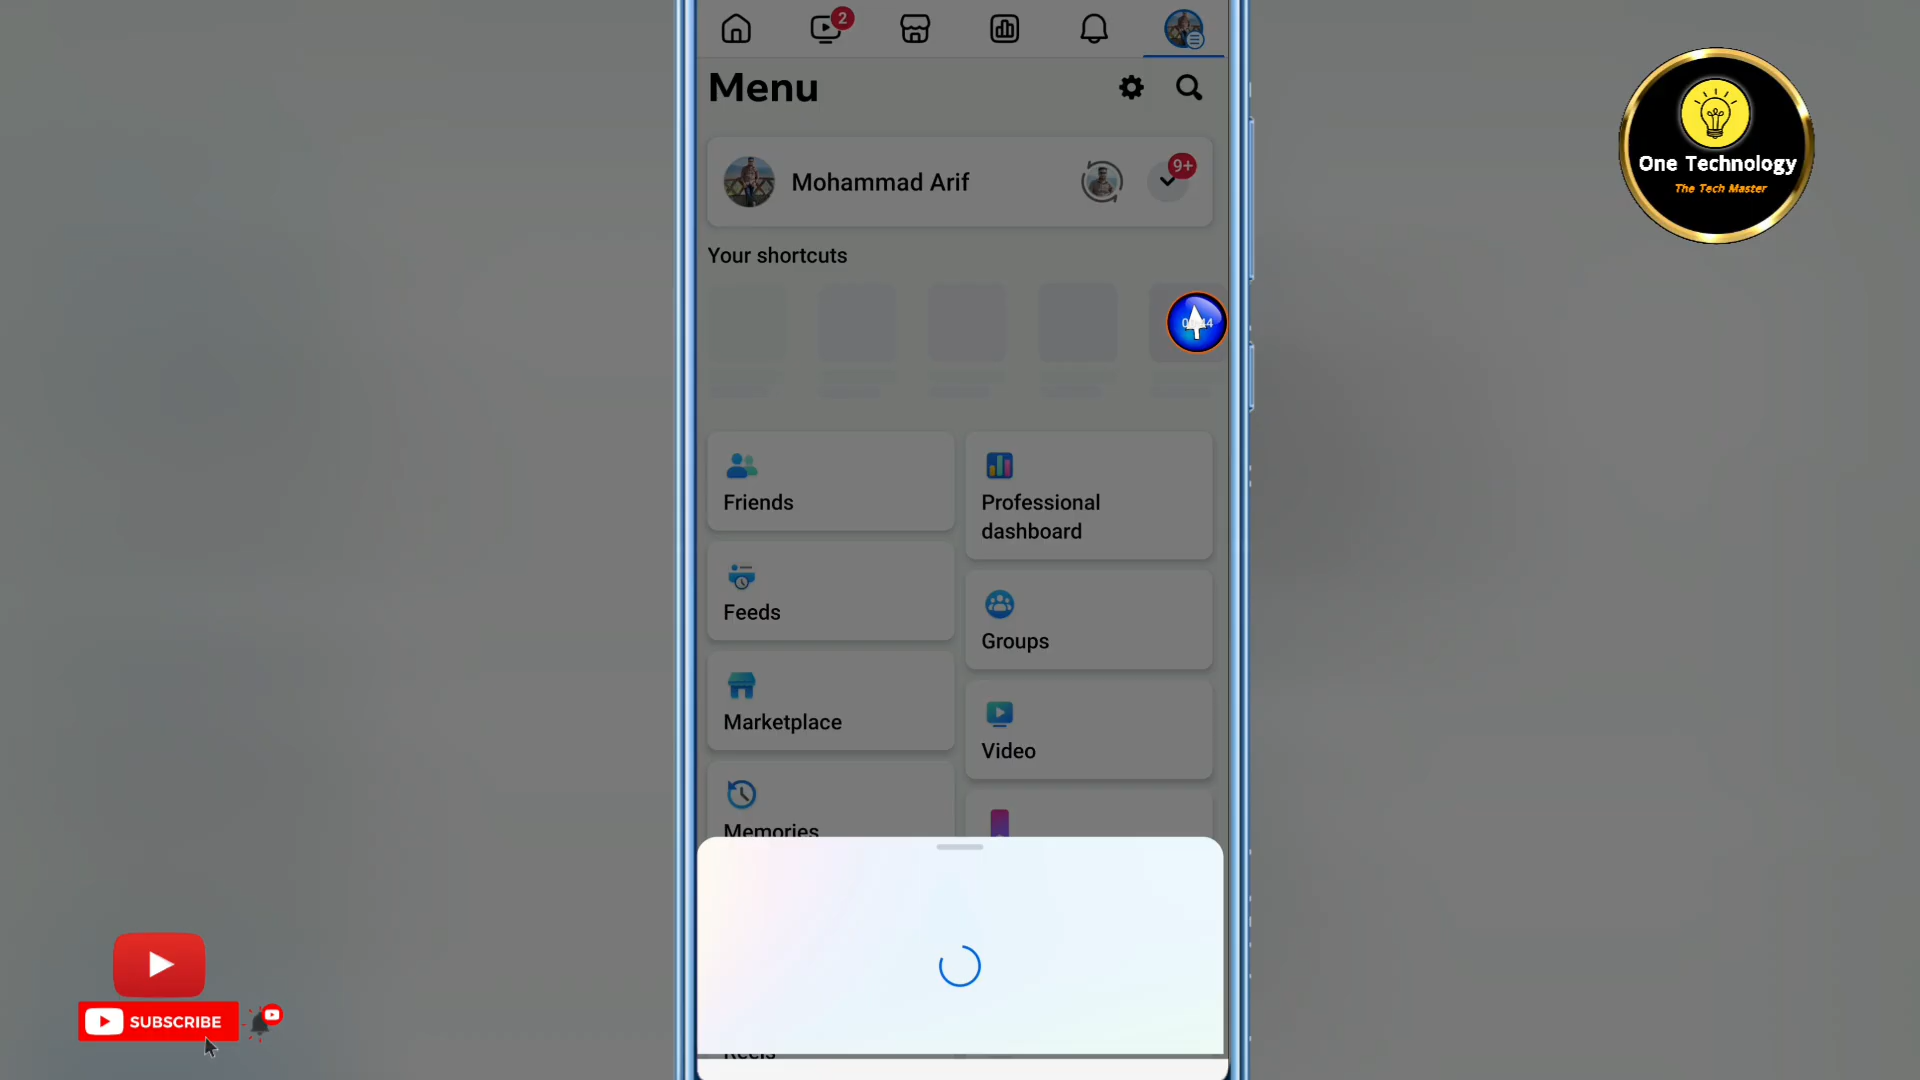 2
Menu
One Technology
The Tech Master
Mohammad Arif
9+
Your shortcuts
Friends
Professional
dashboard
Feeds
Groups
Marketplace
Video
Memories
SUBSCRIBE
Reels